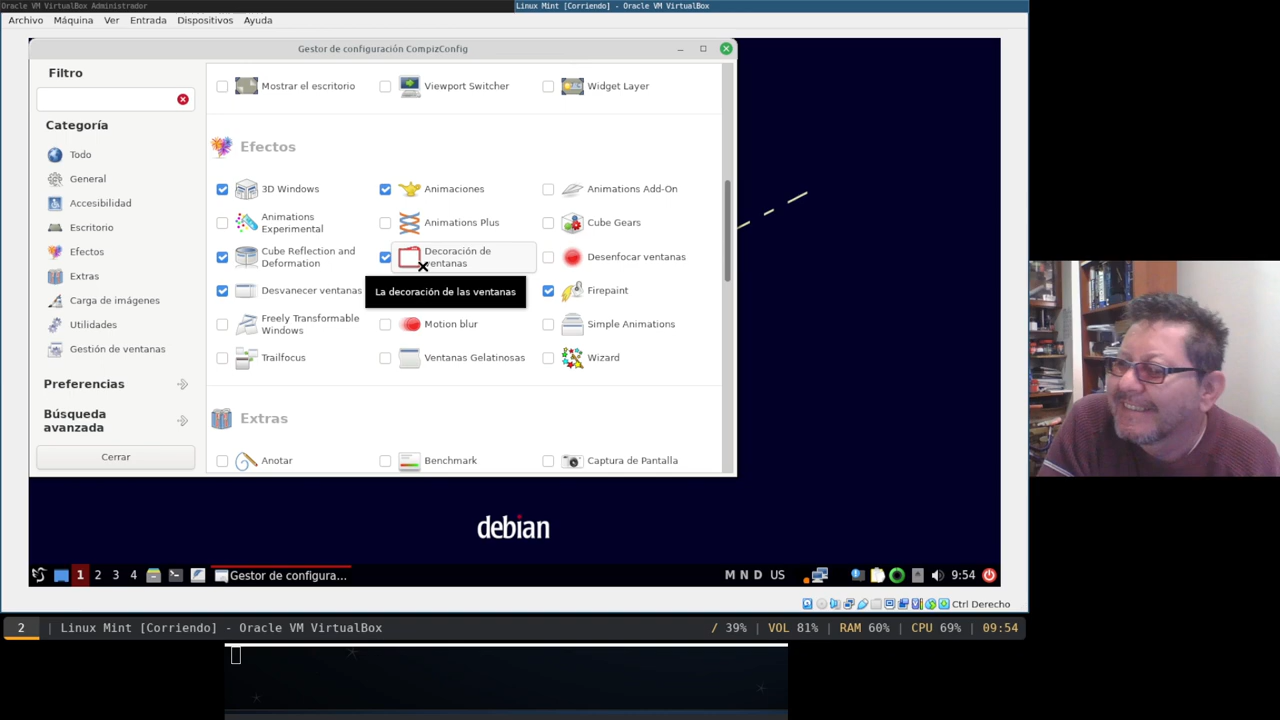 Oracle VM VirtualBox Administrador
Linux Mint [Corriendo] - Oracle VM VirtualBox
Archivo Máquina Ver Entrada Dispositivos Ayuda
Gestor de configuración CompizConfig
Filtro
Categoría
Todo
General
Accesibilidad
Escritorio
Efectos
Extras
Carga de imágenes
Utilidades
Gestión de ventanas
Preferencias
Búsqueda
avanzada
Cerrar
Mostrar el escritorio Viewport Switcher Widget Layer
Efectos
3D Windows Animaciones Animations Add-On
Animations
Experimental
Animations Plus Cube Gears
Cube Reflection and
Deformation
Decoración de
ventanas
Desenfocar ventanas
Desvanecer ventanas
La decoración de las ventanas
Firepaint
Freely Transformable
Windows
Motion blur Simple Animations
Trailfocus Ventanas Gelatinosas Wizard
Extras
Anotar Benchmark Captura de Pantalla
debian
1 2 3 4 Gestor de configura... M N D US 9:54
Ctrl Derecho
2 | Linux Mint [Corriendo] - Oracle VM VirtualBox / 39% | VOL 81% | RAM 60% | CPU 69% | 09:54